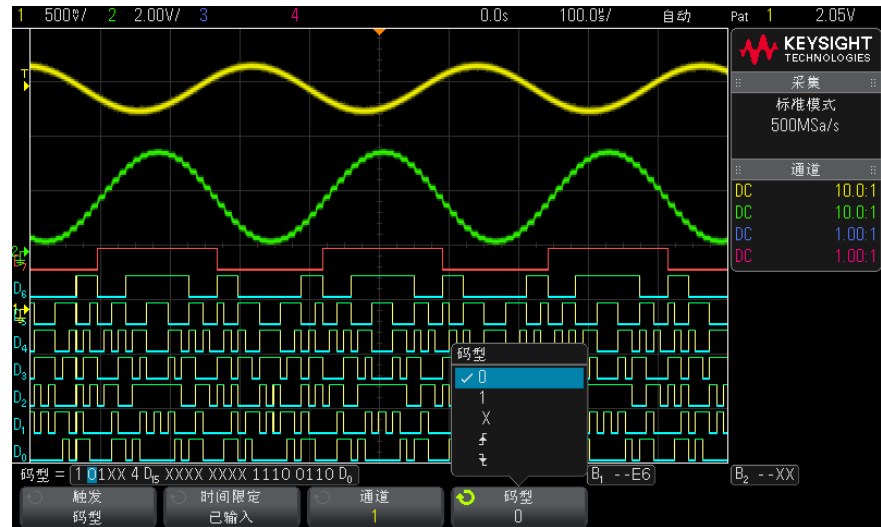 1 500mV/ 2 2.00V/ 3 4 0.0s 100.0µs/ 自动 Pat 1 2.05V
KEYSIGHT
TECHNOLOGIES
采集
标准模式
500MSa/s
通道
DC 10.0:1
DC 10.0:1
DC 1.00:1
DC 1.00:1
T
2
D6
1
D4
D3
D2
D1
D0
码型
✓ 0
1
X
码型 = 1 01XX 4 D15 XXXX XXXX 1110 0110 D0
B1 --E6
B2 --XX
触发
码型
时间限定
已输入
通道
1
码型
0